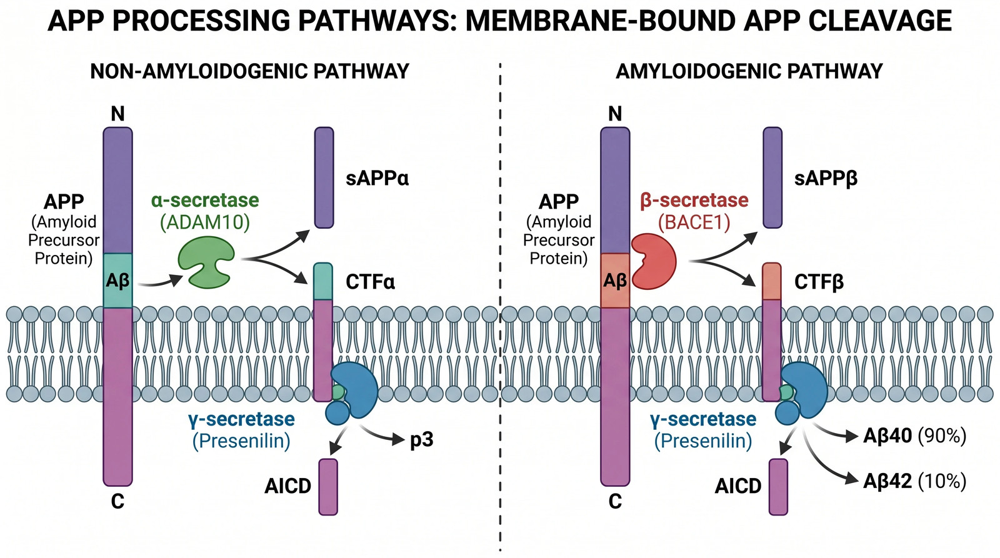 APP PROCESSING PATHWAYS: MEMBRANE-BOUND APP CLEAVAGE
NON-AMYLOIDOGENIC PATHWAY
N
APP
(Amyloid
Precursor
Protein)
Aβ
α-secretase
(ADAM10)
sAPPα
CTFα
γ-secretase
(Presenilin)
p3
AICD
C
AMYLOIDOGENIC PATHWAY
N
APP
(Amyloid
Precursor
Protein)
Aβ
β-secretase
(BACE1)
sAPPβ
CTFβ
γ-secretase
(Presenilin)
Aβ40 (90%)
Aβ42 (10%)
AICD
C